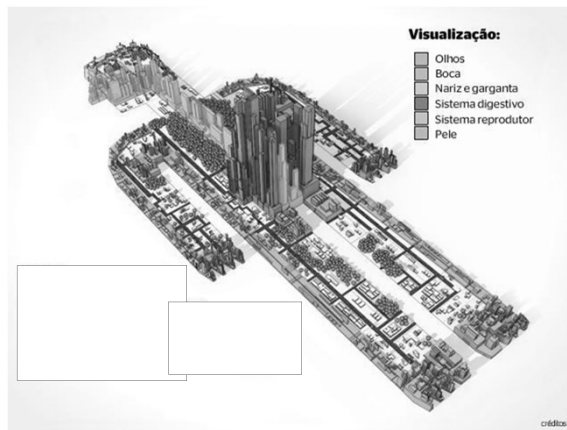 Visualização:
Olhos
Boca
Nariz e garganta
Sistema digestivo
Sistema reprodutor
Pele
créditos